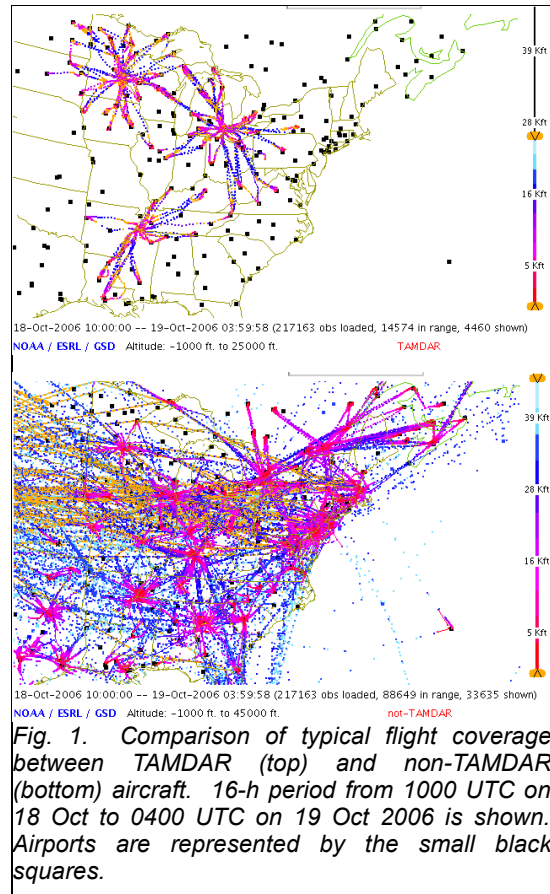 39 Kft
28 Kft
16 Kft
5 Kft
18-Oct-2006 10:00:00 -- 19-Oct-2006 03:59:58 (217163 obs loaded, 14574 in range, 4460 shown)
NOAA / ESRL / GSD Altitude: -1000 ft. to 25000 ft. TAMDAR
39 Kft
28 Kft
16 Kft
5 Kft
18-Oct-2006 10:00:00 -- 19-Oct-2006 03:59:58 (217163 obs loaded, 88649 in range, 33635 shown)
NOAA / ESRL / GSD Altitude: -1000 ft. to 45000 ft. not-TAMDAR
Fig. 1. Comparison of typical flight coverage
between TAMDAR (top) and non-TAMDAR
(bottom) aircraft. 16-h period from 1000 UTC on
18 Oct to 0400 UTC on 19 Oct 2006 is shown.
Airports are represented by the small black
squares.